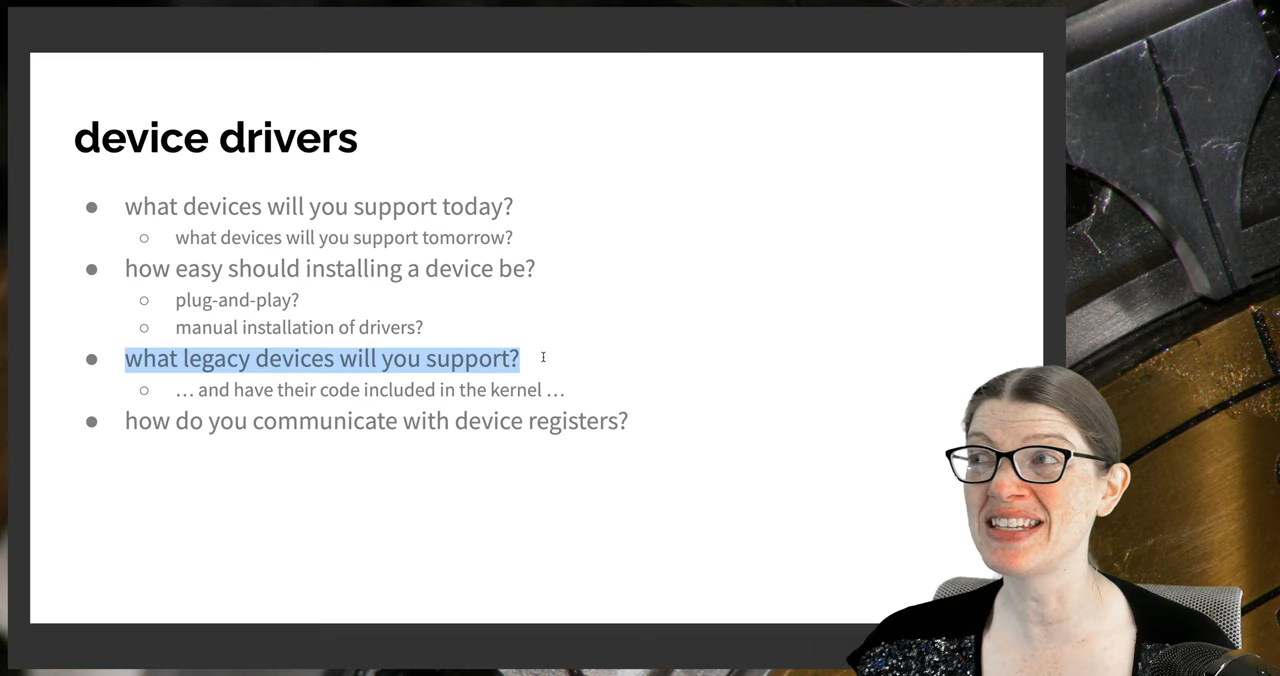 device drivers
● what devices will you support today?
○ what devices will you support tomorrow?
● how easy should installing a device be?
○ plug-and-play?
○ manual installation of drivers?
● what legacy devices will you support?
○ … and have their code included in the kernel …
● how do you communicate with device registers?